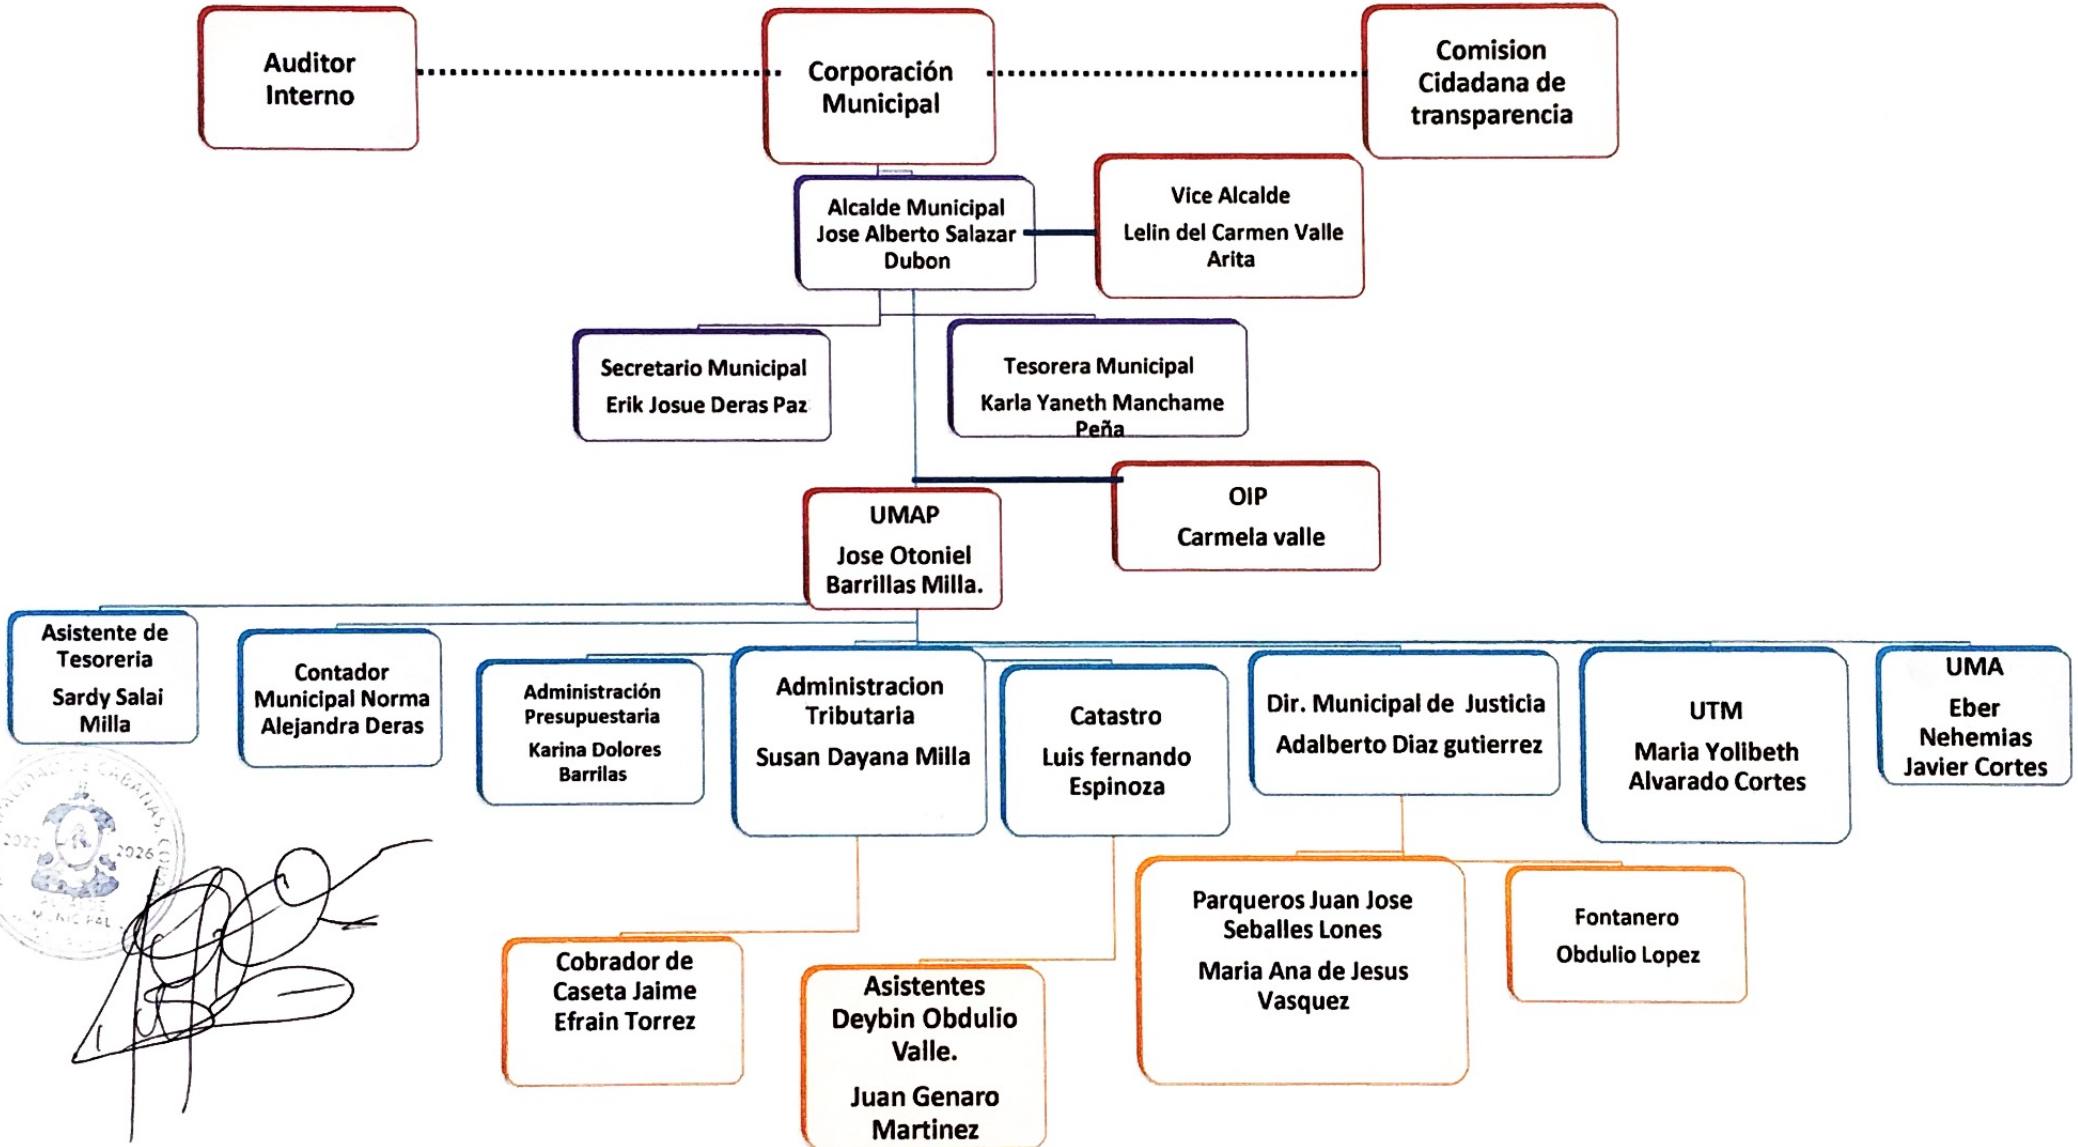 Auditor
Interno
Corporación
Municipal
Comision
Cidadana de
transparencia
Alcalde Municipal
Jose Alberto Salazar
Dubon
Vice Alcalde
Lelin del Carmen Valle
Arita
Secretario Municipal
Erik Josue Deras Paz
Tesorera Municipal
Karla Yaneth Manchame
Peña
OIP
Carmela valle
UMAP
Jose Otoniel
Barrillas Milla.
Asistente de
Tesoreria
Sardy Salai
Milla
Contador
Municipal Norma
Alejandra Deras
Administración
Presupuestaria
Karina Dolores
Barrilas
Administracion
Tributaria
Susan Dayana Milla
Catastro
Luis fernando
Espinoza
Dir. Municipal de Justicia
Adalberto Diaz gutierrez
UTM
Maria Yolibeth
Alvarado Cortes
UMA
Eber
Nehemias
Javier Cortes
Cobrador de
Caseta Jaime
Efrain Torrez
Asistentes
Deybin Obdulio
Valle.
Juan Genaro
Martinez
Parqueros Juan Jose
Seballes Lones
Maria Ana de Jesus
Vasquez
Fontanero
Obdulio Lopez
CABAÑAS, COPAN
2022 2026
MUNICIPAL